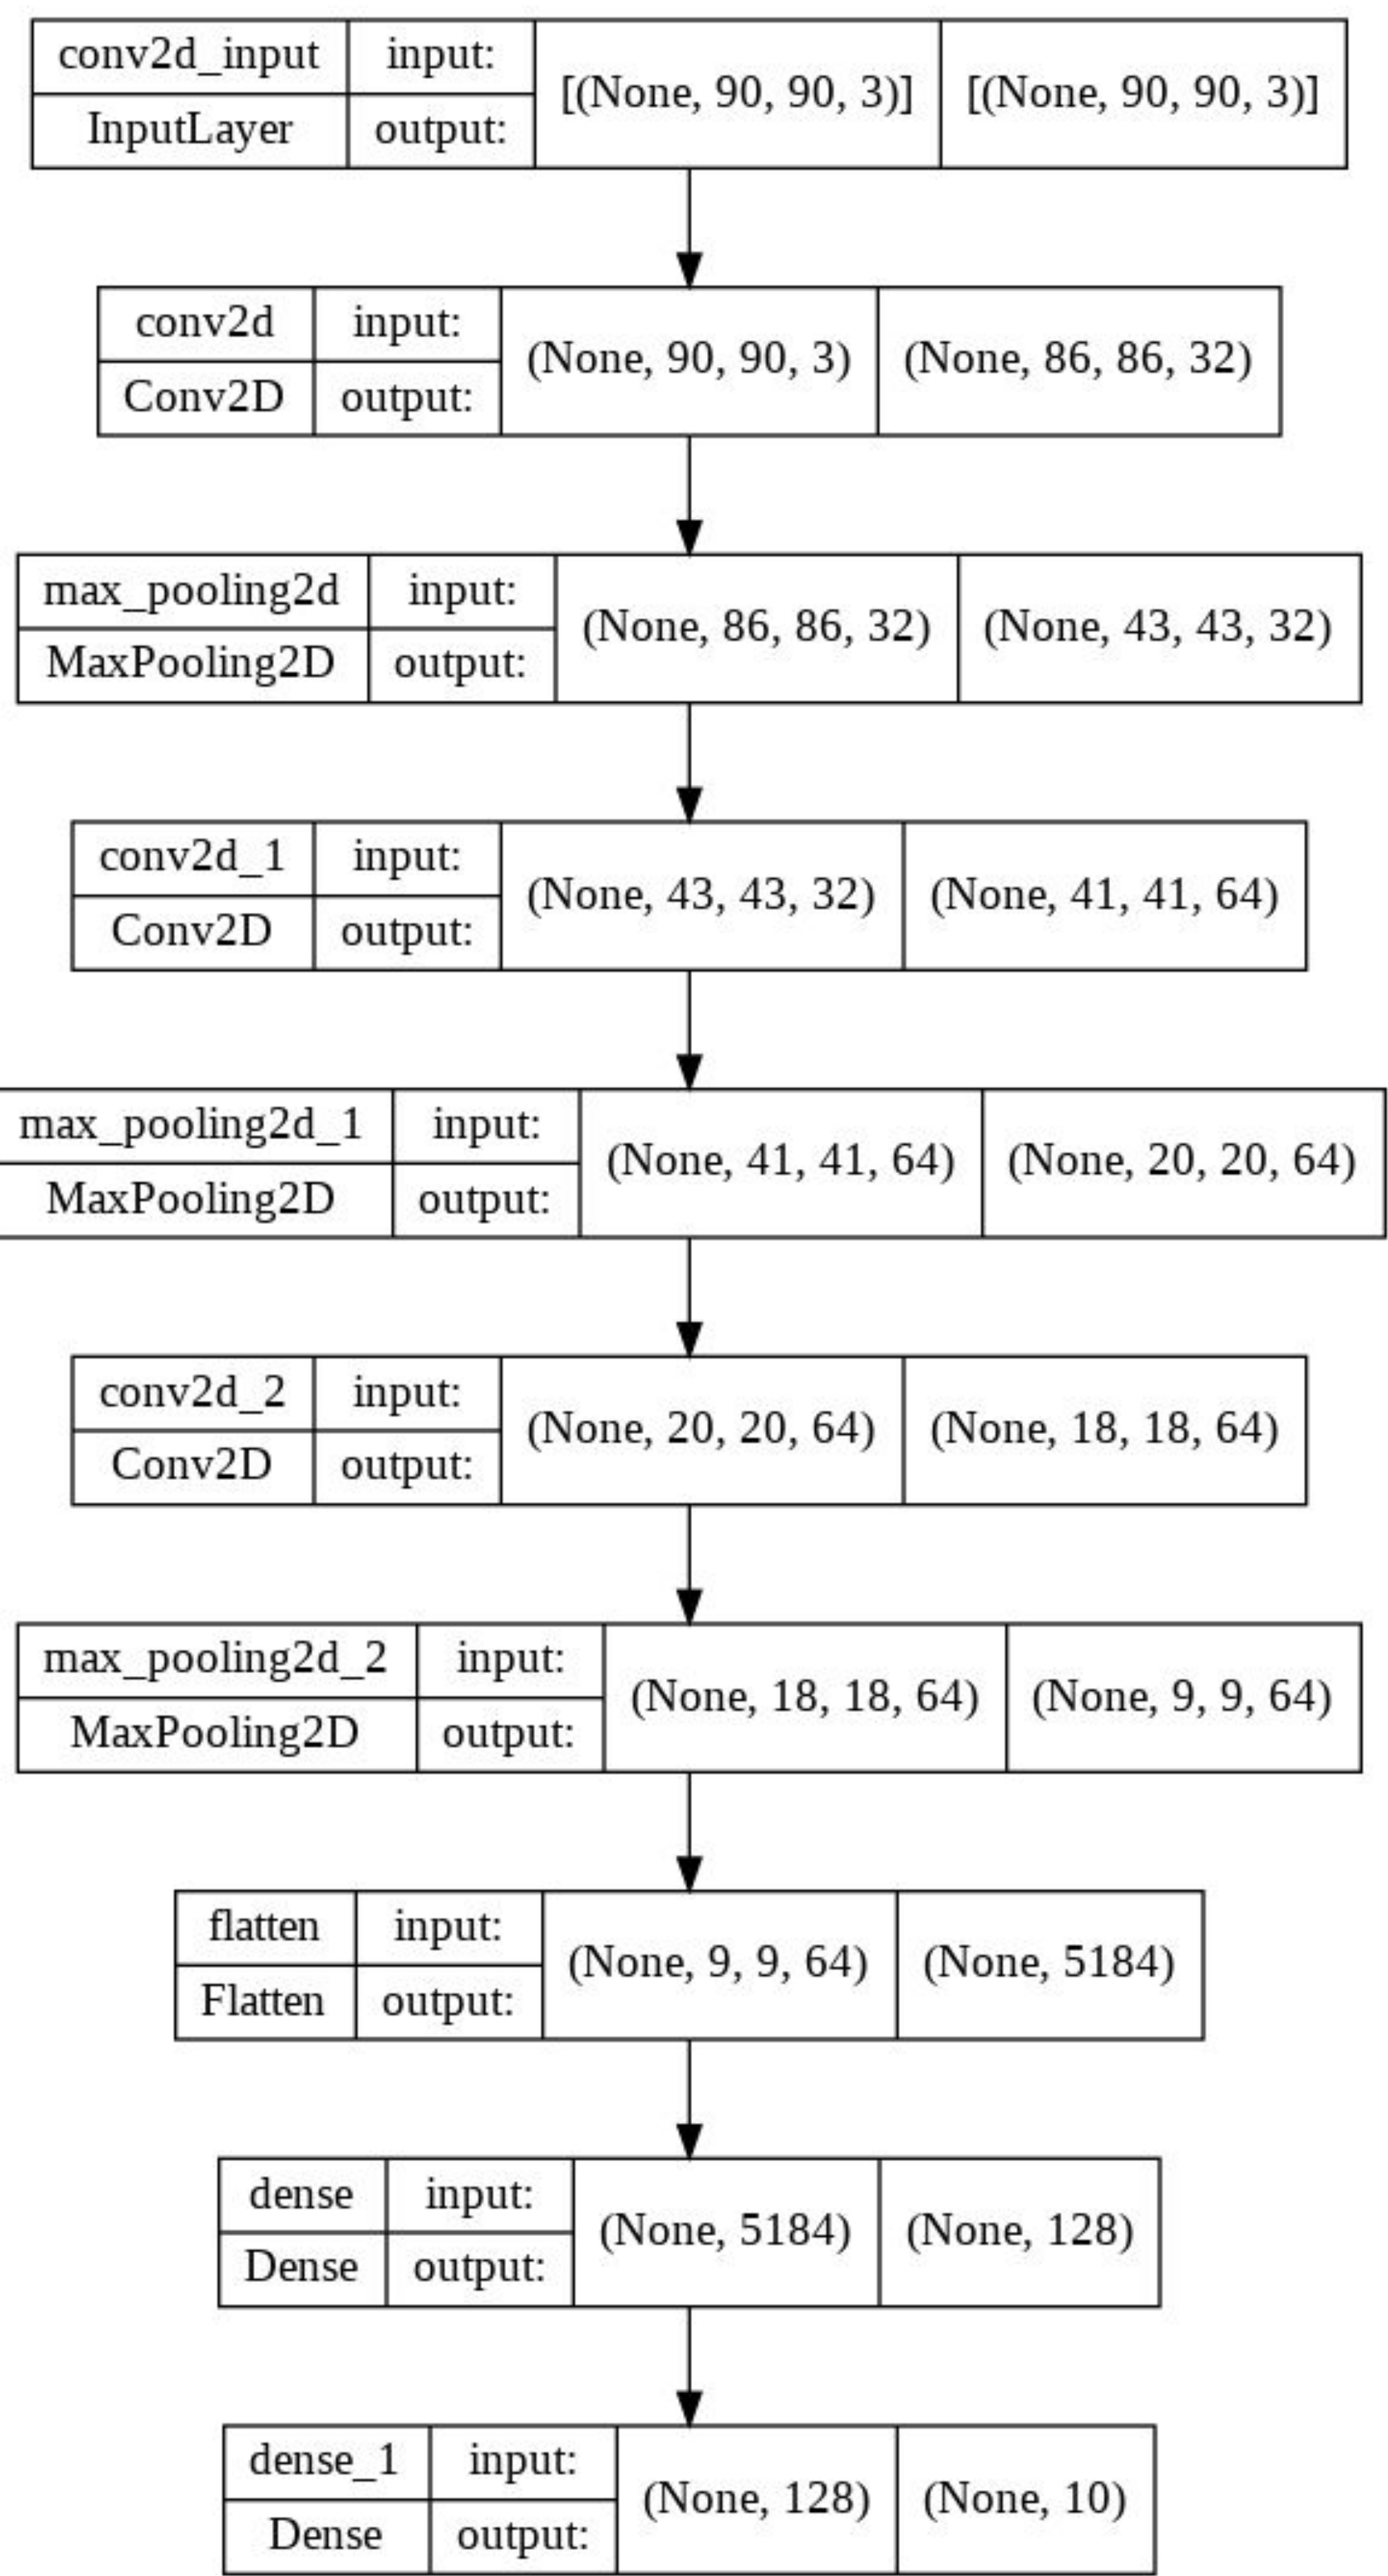 conv2d_input input: [(None, 90, 90, 3)] [(None, 90, 90, 3)]
InputLayer output:
conv2d input: (None, 90, 90, 3) (None, 86, 86, 32)
Conv2D output:
max_pooling2d input: (None, 86, 86, 32) (None, 43, 43, 32)
MaxPooling2D output:
conv2d_1 input: (None, 43, 43, 32) (None, 41, 41, 64)
Conv2D output:
max_pooling2d_1 input: (None, 41, 41, 64) (None, 20, 20, 64)
MaxPooling2D output:
conv2d_2 input: (None, 20, 20, 64) (None, 18, 18, 64)
Conv2D output:
max_pooling2d_2 input: (None, 18, 18, 64) (None, 9, 9, 64)
MaxPooling2D output:
flatten input: (None, 9, 9, 64) (None, 5184)
Flatten output:
dense input: (None, 5184) (None, 128)
Dense output:
dense_1 input: (None, 128) (None, 10)
Dense output: